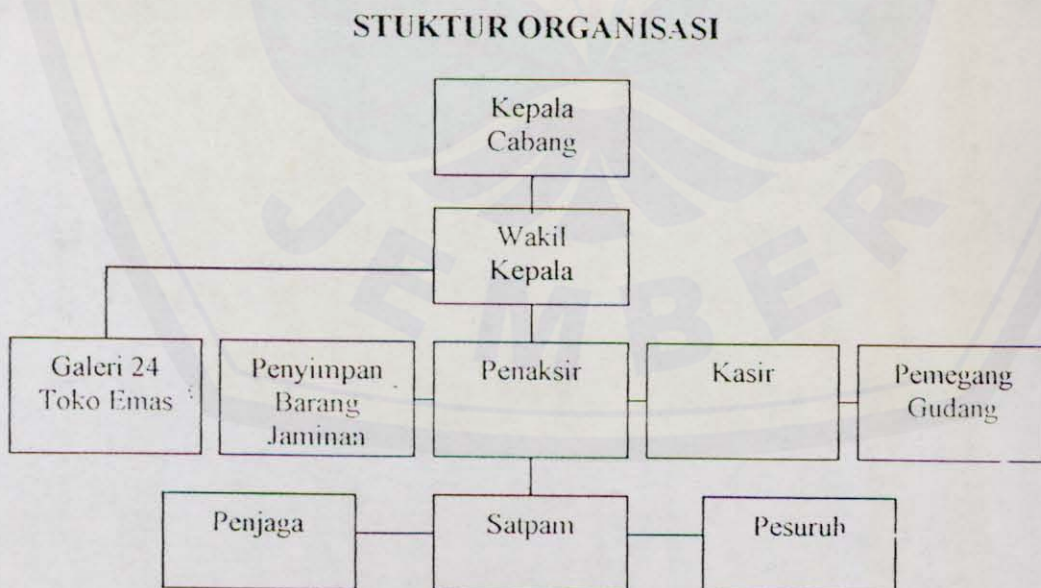 STUKTUR ORGANISASI
Kepala
Cabang
Wakil
Kepala
Galeri 24
Toko Emas
Penyimpan
Barang
Jaminan
Penaksir
Kasir
Pemegang
Gudang
Penjaga
Satpam
Pesuruh
JEMBER